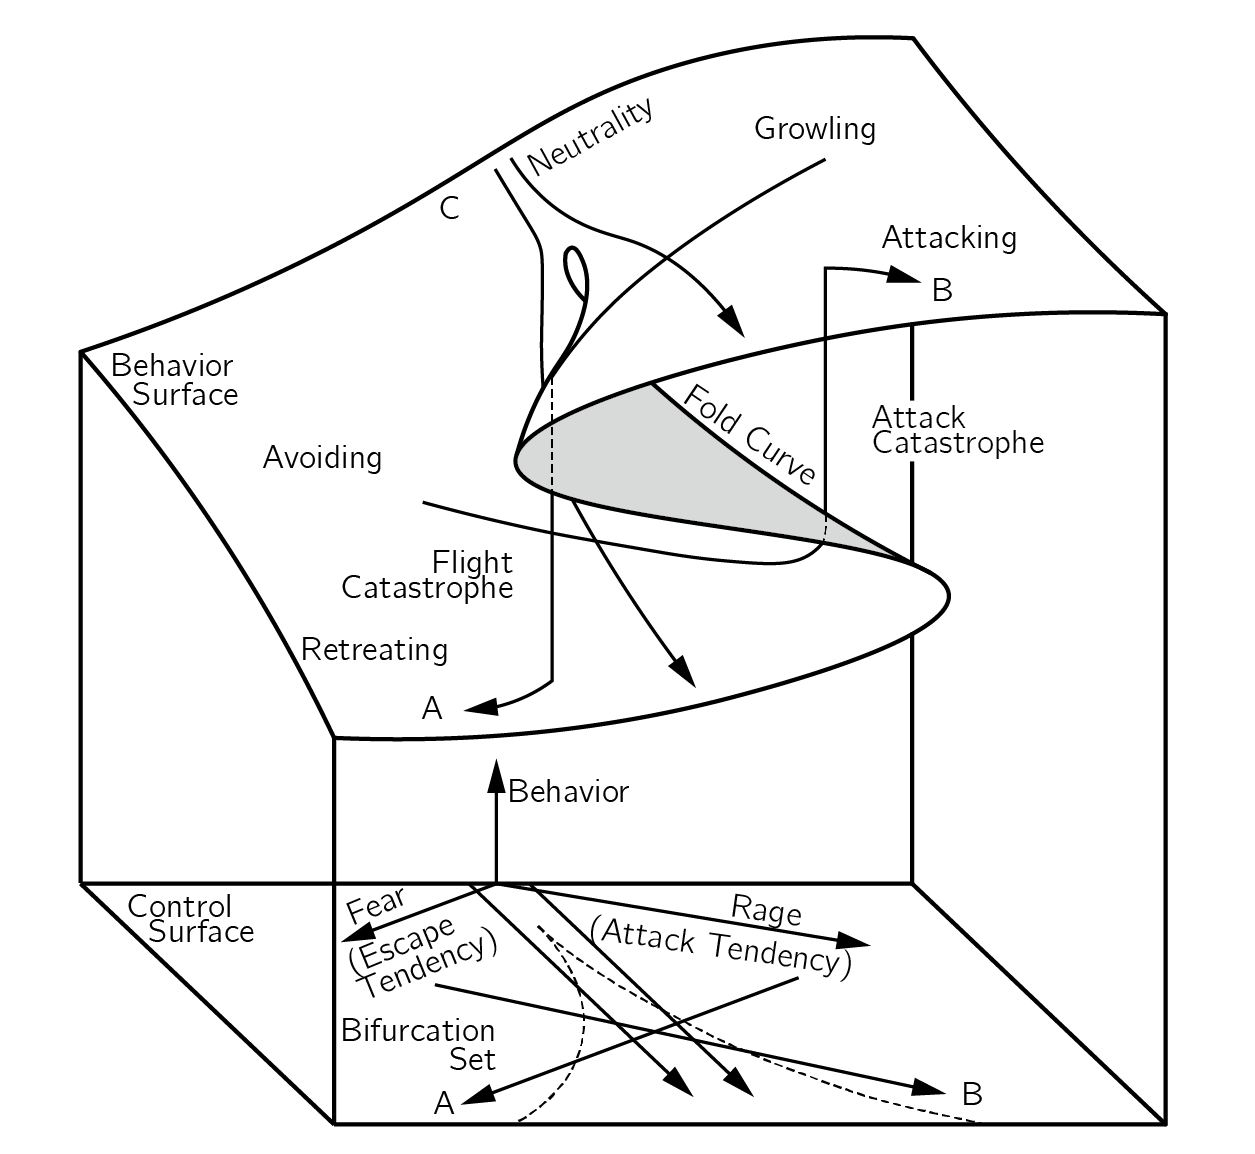 Neutrality
Growling
C
Attacking
B
Behavior
Surface
Fold Curve
Attack
Catastrophe
Avoiding
Flight
Catastrophe
Retreating
A
Behavior
Control
Surface
Fear
(Escape
Tendency)
Rage
(Attack Tendency)
Bifurcation
Set
A
B